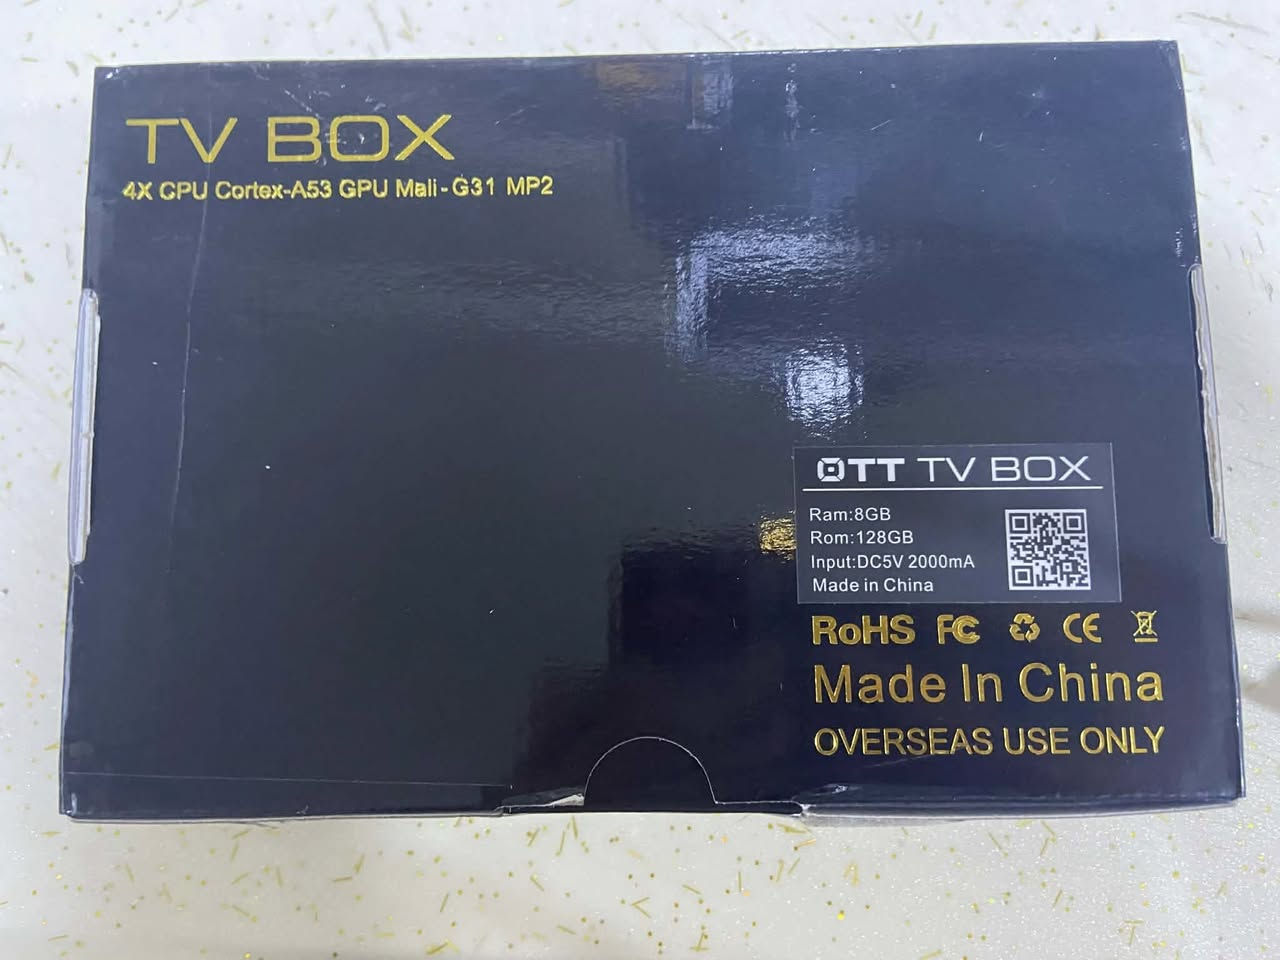 TV BOX
4X CPU Cortex-A53 GPU Mali-G31 MP2
OTT TV BOX
Ram:8GB
Rom:128GB
Input:DC5V 2000mA
Made in China
RoHS FC CE
Made In China
OVERSEAS USE ONLY